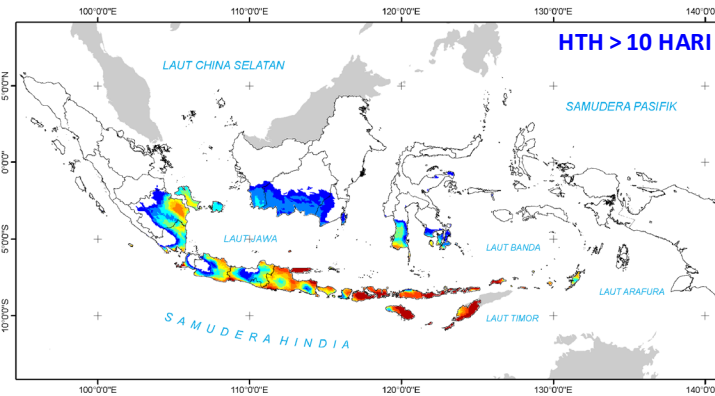 100°0'0"E 110°0'0"E 120°0'0"E 130°0'0"E 140°0'0"
HTH > 10 HARI
LAUT CHINA SELATAN
5°0'0"N
SAMUDERA PASIFIK
0°0'0"
5°0'0"S
LAUT JAWA
LAUT BANDA
LAUT ARAFURA
10°0'0"S
SAMUDERA HINDIA
LAUT TIMOR
100°0'0"E 110°0'0"E 120°0'0"E 130°0'0"E 140°0'0"